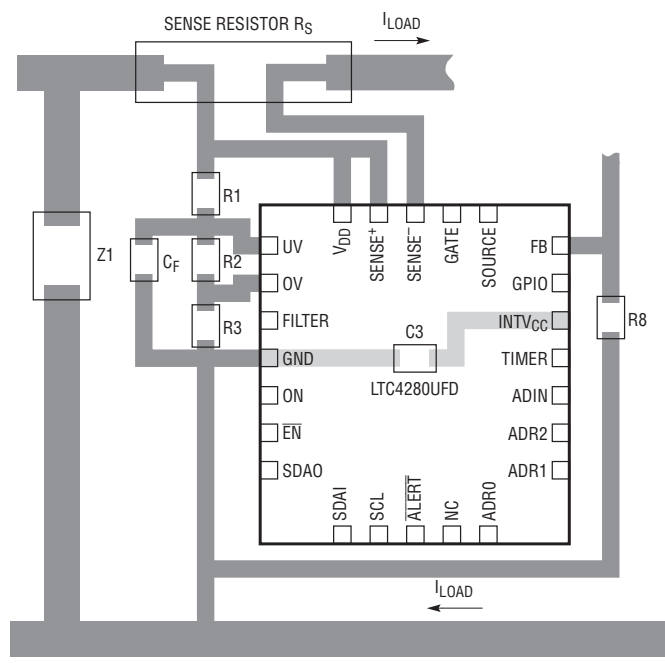 SENSE RESISTOR RS
ILOAD
R1
Z1
CF
R2
R3
UV
OV
FILTER
GND
ON
EN
SDAO
VDD
SENSE+
SENSE−
GATE
SOURCE
FB
GPIO
INTVCC
TIMER
ADIN
ADR2
ADR1
R8
C3
LTC4280UFD
SDAI
SCL
ALERT
NC
ADR0
ILOAD